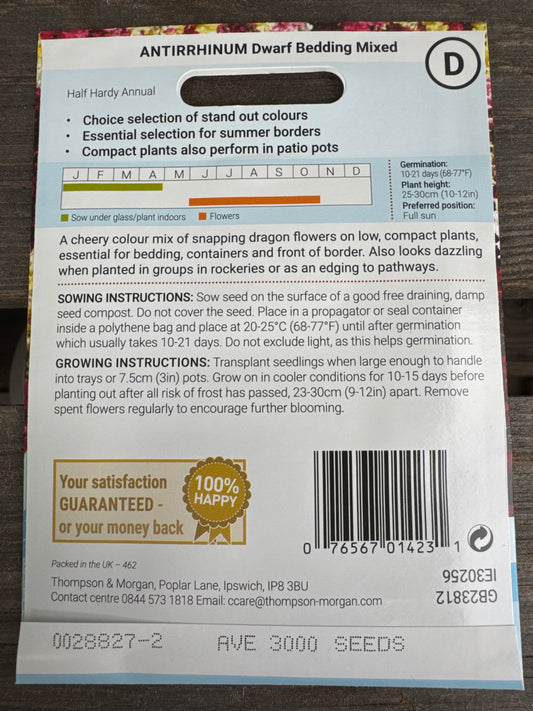 ANTIRRHINUM Dwarf Bedding Mixed
D
Half Hardy Annual
• Choice selection of stand out colours
• Essential selection for summer borders
• Compact plants also perform in patio pots
J F M A M J J A S O N D
Sow under glass/plant indoors
Flowers
Germination:
10-21 days (68-77°F)
Plant height:
25-30cm (10-12in)
Preferred position:
Full sun
A cheery colour mix of snapping dragon flowers on low, compact plants,
essential for bedding, containers and front of border. Also looks dazzling
when planted in groups in rockeries or as an edging to pathways.
SOWING INSTRUCTIONS: Sow seed on the surface of a good free draining, damp
seed compost. Do not cover the seed. Place in a propagator or seal container
inside a polythene bag and place at 20-25°C (68-77°F) until after germination
which usually takes 10-21 days. Do not exclude light, as this helps germination.
GROWING INSTRUCTIONS: Transplant seedlings when large enough to handle
into trays or 7.5cm (3in) pots. Grow on in cooler conditions for 10-15 days before
planting out after all risk of frost has passed, 23-30cm (9-12in) apart. Remove
spent flowers regularly to encourage further blooming.
Your satisfaction
GUARANTEED -
or your money back
100%
HAPPY
0 76567 01423 1
Packed in the UK – 462
Thompson & Morgan, Poplar Lane, Ipswich, IP8 3BU
Contact centre 0844 573 1818 Email: ccare@thompson-morgan.com
GB23812
IE30256
0028827-2 AVE 3000 SEEDS